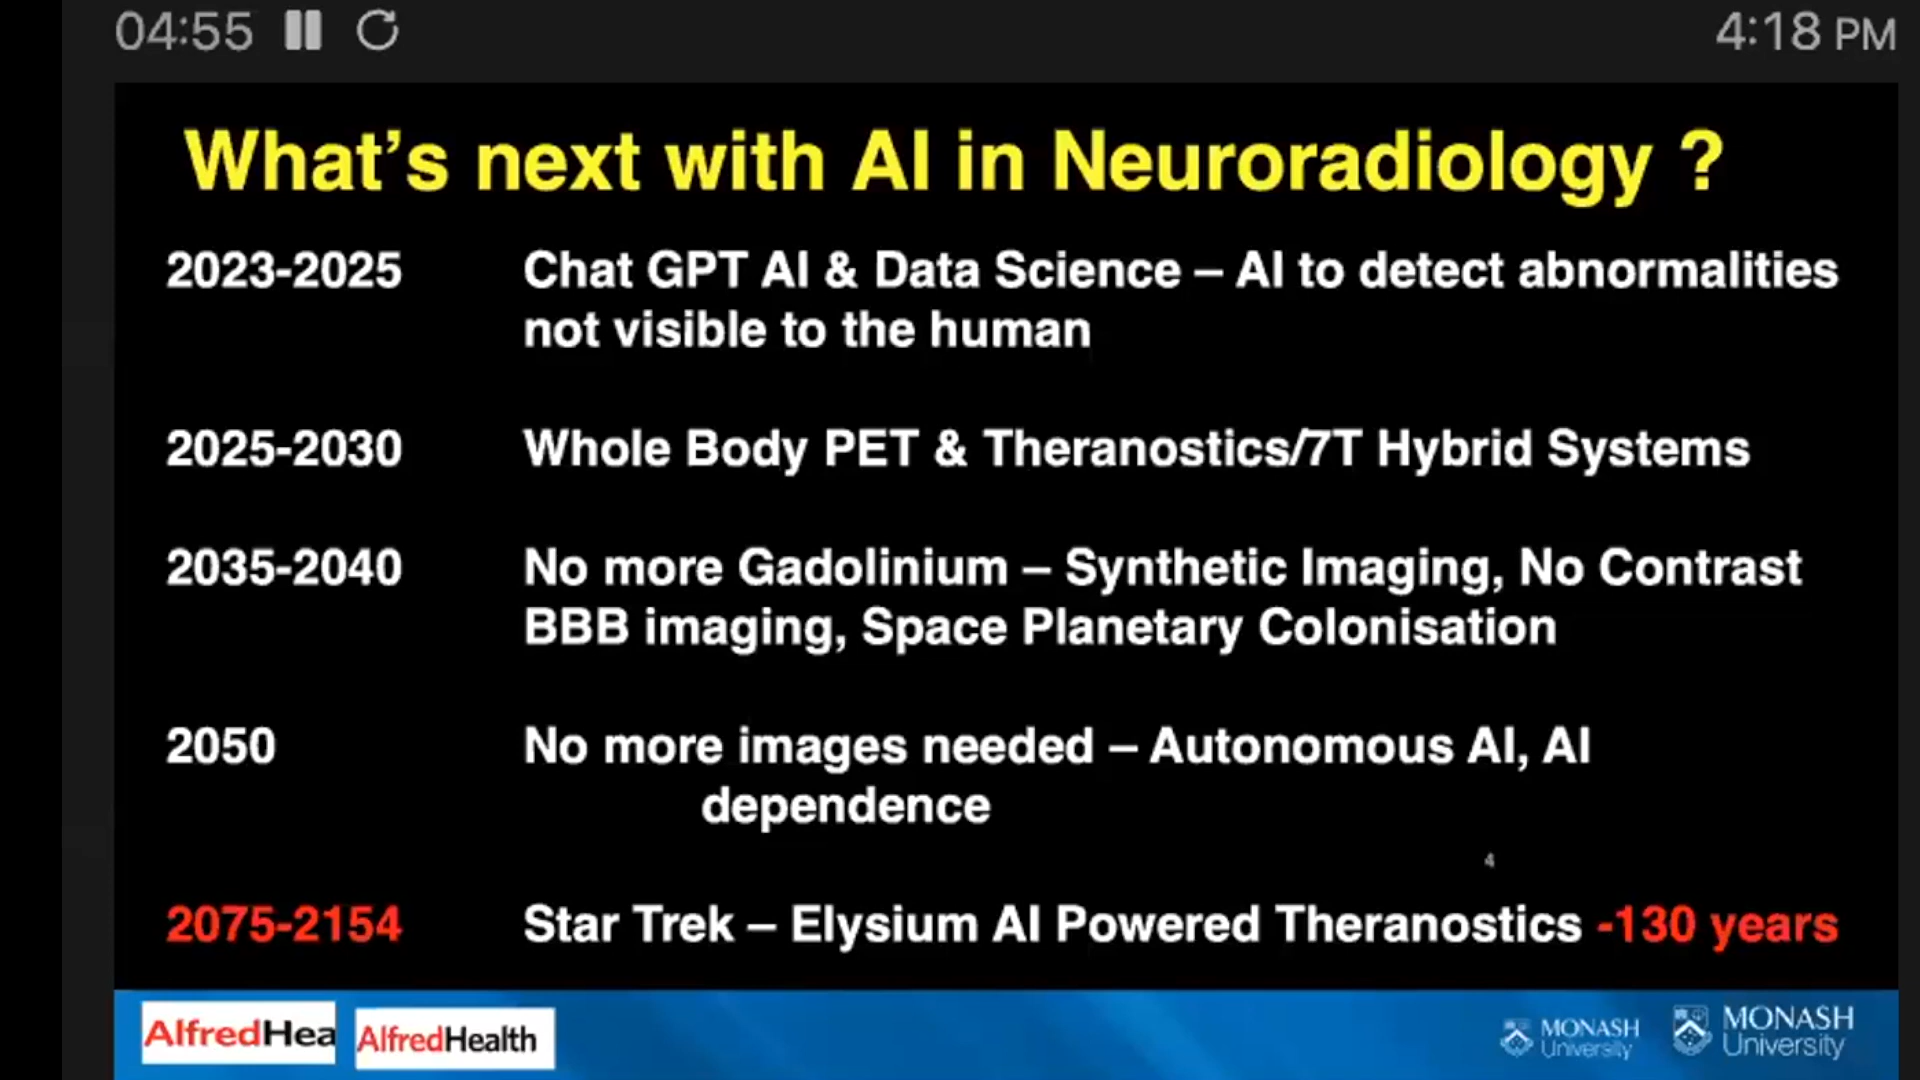 04:55 4:18 PM
What's next with AI in Neuroradiology ?
2023-2025 Chat GPT AI & Data Science – AI to detect abnormalities
not visible to the human
2025-2030 Whole Body PET & Theranostics/7T Hybrid Systems
2035-2040 No more Gadolinium – Synthetic Imaging, No Contrast
BBB imaging, Space Planetary Colonisation
2050 No more images needed – Autonomous AI, AI
dependence
4
2075-2154 Star Trek – Elysium AI Powered Theranostics -130 years
AlfredHea AlfredHealth MONASH University MONASH University